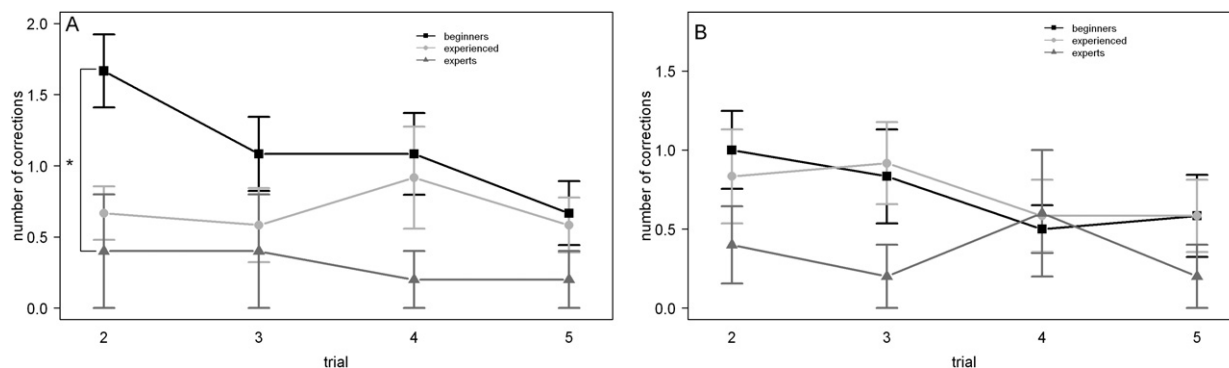 A
beginners
experienced
experts
number of corrections
2.0
1.5
1.0
0.5
0.0
*
2 3 4 5
trial
B
beginners
experienced
experts
number of corrections
1.5
1.0
0.5
0.0
2 3 4 5
trial